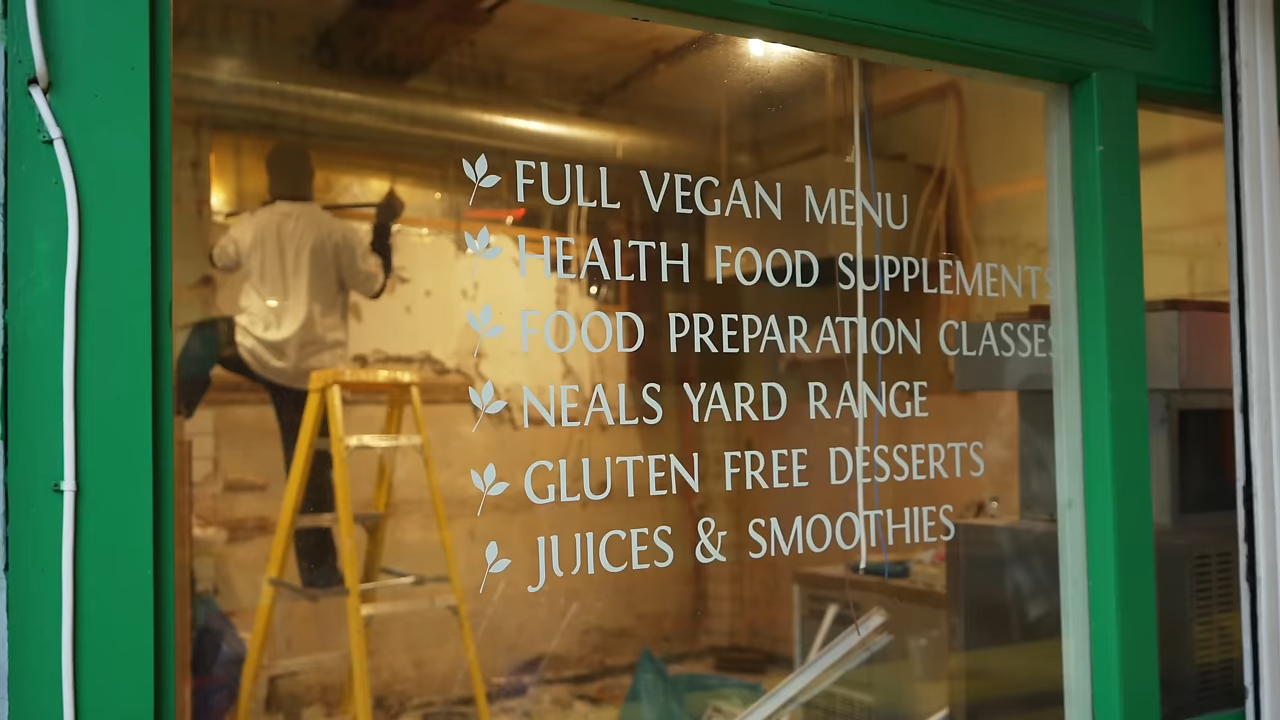 FULL VEGAN MENU
HEALTH FOOD SUPPLEMENTS
FOOD PREPARATION CLASSES
NEALS YARD RANGE
GLUTEN FREE DESSERTS
JUICES & SMOOTHIES